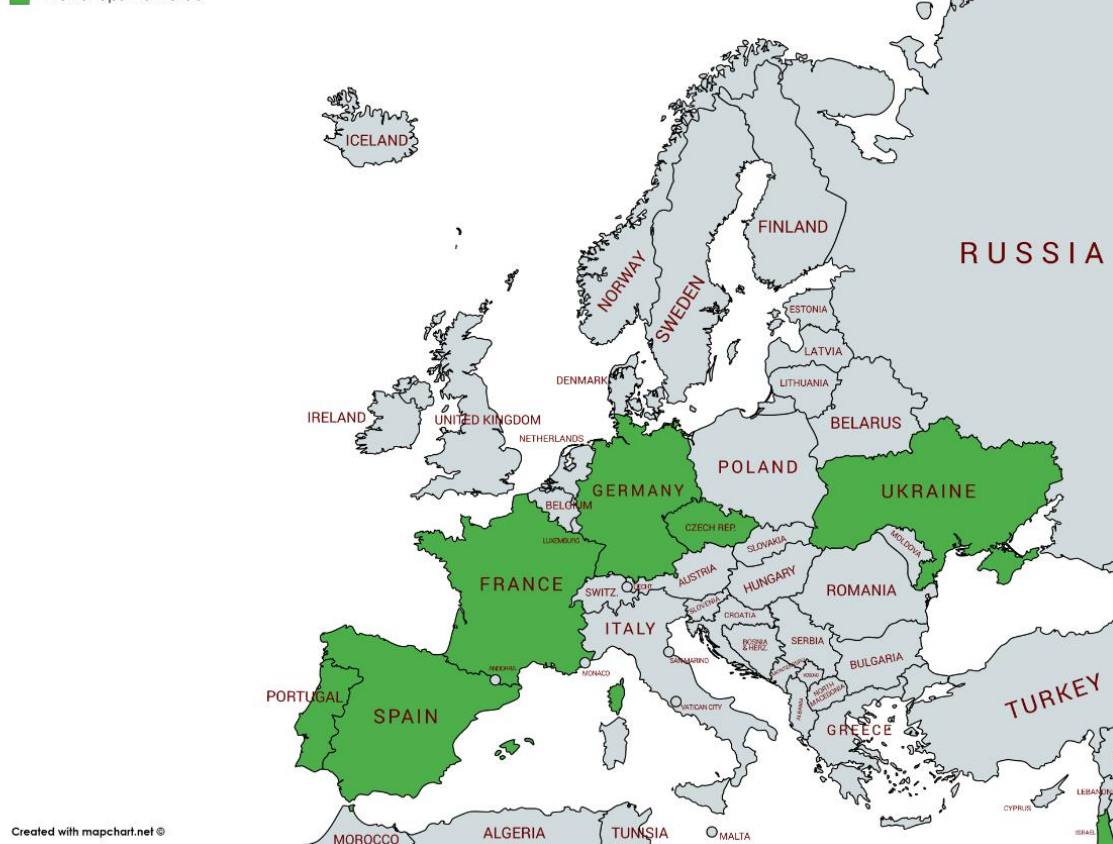 ICELAND
FINLAND
RUSSIA
NORWAY
SWEDEN
ESTONIA
LATVIA
DENMARK
LITHUANIA
IRELAND
UNITED KINGDOM
BELARUS
NETHERLANDS
POLAND
GERMANY
UKRAINE
BELGIUM
CZECH REP.
LUXEMBURG
SLOVAKIA
MOLDOVA
FRANCE
SWITZ.
LICHT.
AUSTRIA
HUNGARY
ROMANIA
SLOVENIA
CROATIA
ITALY
BOSNIA
& HERZ.
SERBIA
SAN MARINO
BULGARIA
ANDORRA
MONACO
KOSOVO
PORTUGAL
SPAIN
NORTH
MACEDONIA
VATICAN CITY
ALBANIA
TURKEY
GREECE
LEBANON
CYPRUS
Created with mapchart.net ©
MOROCCO
ALGERIA
TUNISIA
MALTA
ISRAEL